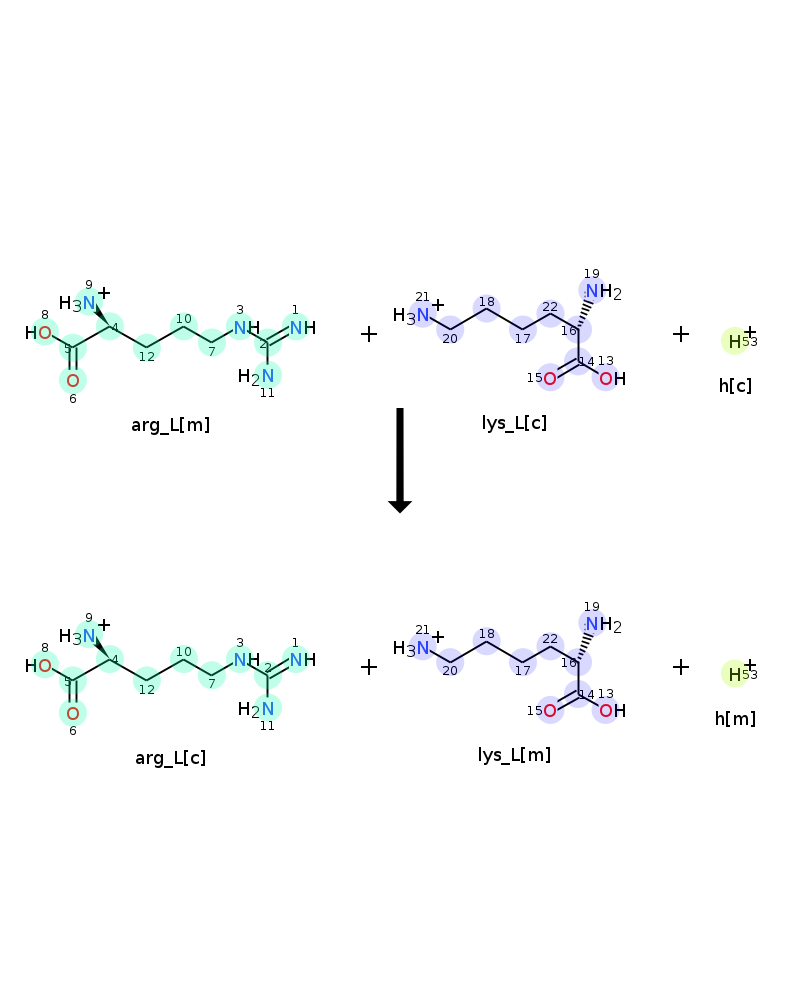 9 H3N+ 8 HO 5 4 6 O 12 10 7 3 NH 2 1 NH H2N 11
+
21 H3N+ 20 18 17 22 16 19 NH2 15 O 14 13 OH
+
H+ 53
arg_L[m] lys_L[c] h[c]
9 H3N+ 8 HO 5 4 6 O 12 10 7 3 NH 2 1 NH H2N 11
+
21 H3N+ 20 18 17 22 16 19 NH2 15 O 14 13 OH
+
H+ 53
arg_L[c] lys_L[m] h[m]